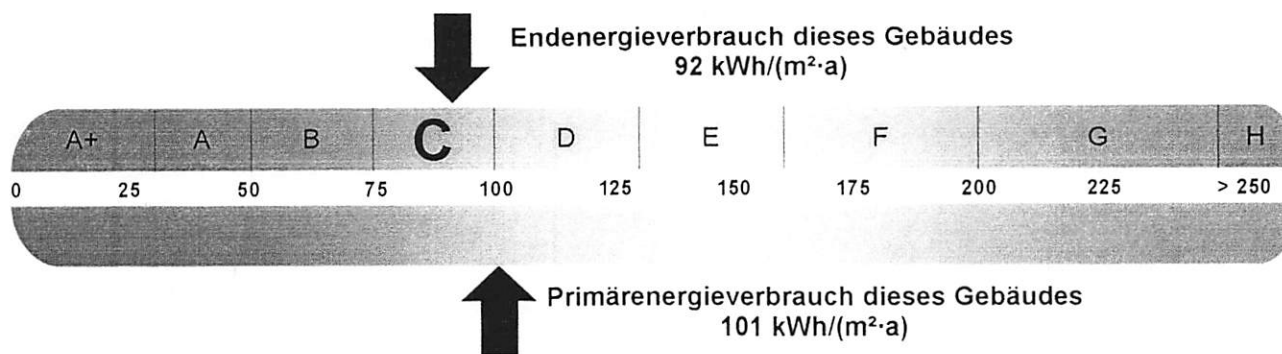 Endenergieverbrauch dieses Gebäudes
92 kWh/(m²·a)
A+ A B C D E F G H
0 25 50 75 100 125 150 175 200 225 > 250
Primärenergieverbrauch dieses Gebäudes
101 kWh/(m²·a)